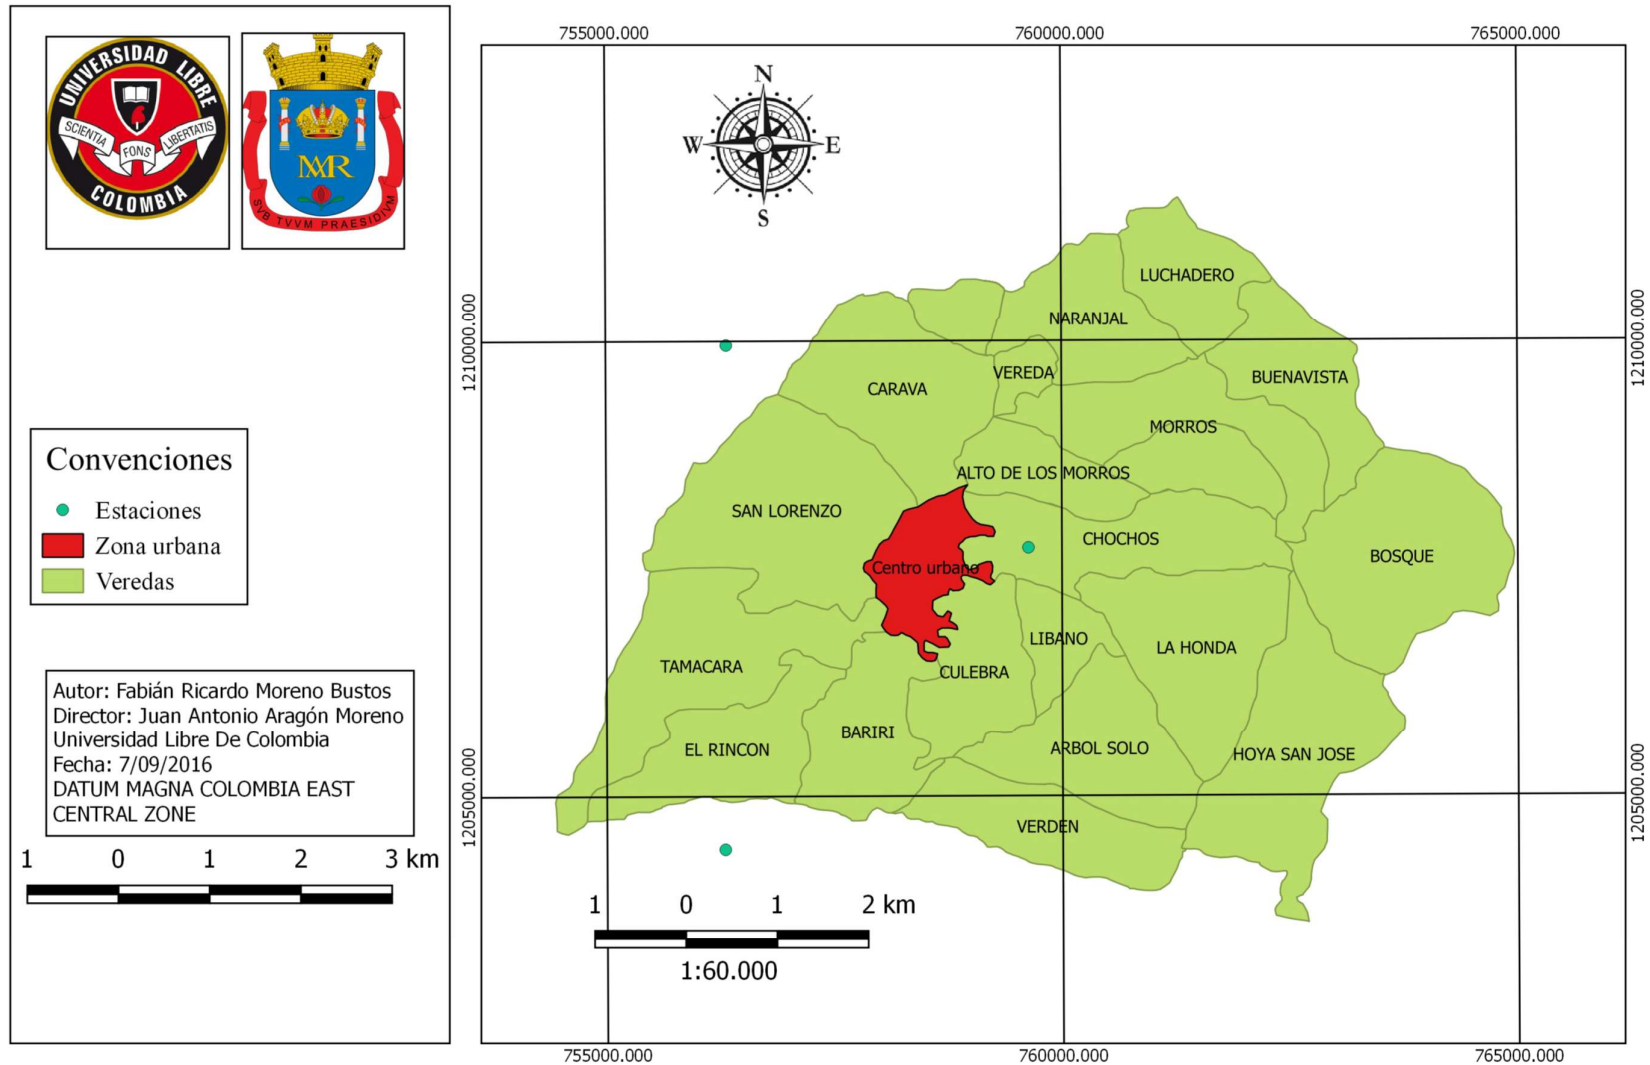 UNIVERSIDAD LIBRE
SCIENTIA
FONS
LIBERTATIS
COLOMBIA
MAR
SVB TVVM PRAESIDIVM
Convenciones
Estaciones
Zona urbana
Veredas
Autor: Fabián Ricardo Moreno Bustos
Director: Juan Antonio Aragón Moreno
Universidad Libre De Colombia
Fecha: 7/09/2016
DATUM MAGNA COLOMBIA EAST
CENTRAL ZONE
1 0 1 2 3 km
755000.000 760000.000 765000.000
N
W E
S
1210000.000 1210000.000
1205000.000 1205000.000
LUCHADERO
NARANJAL
VEREDA
BUENAVISTA
CARAVA
MORROS
ALTO DE LOS MORROS
SAN LORENZO
CHOCHOS
BOSQUE
Centro urbano
LIBANO
LA HONDA
TAMACARA
CULEBRA
BARIRI
EL RINCON
ARBOL SOLO
HOYA SAN JOSE
VERDEN
1 0 1 2 km
1:60.000
755000.000 760000.000 765000.000